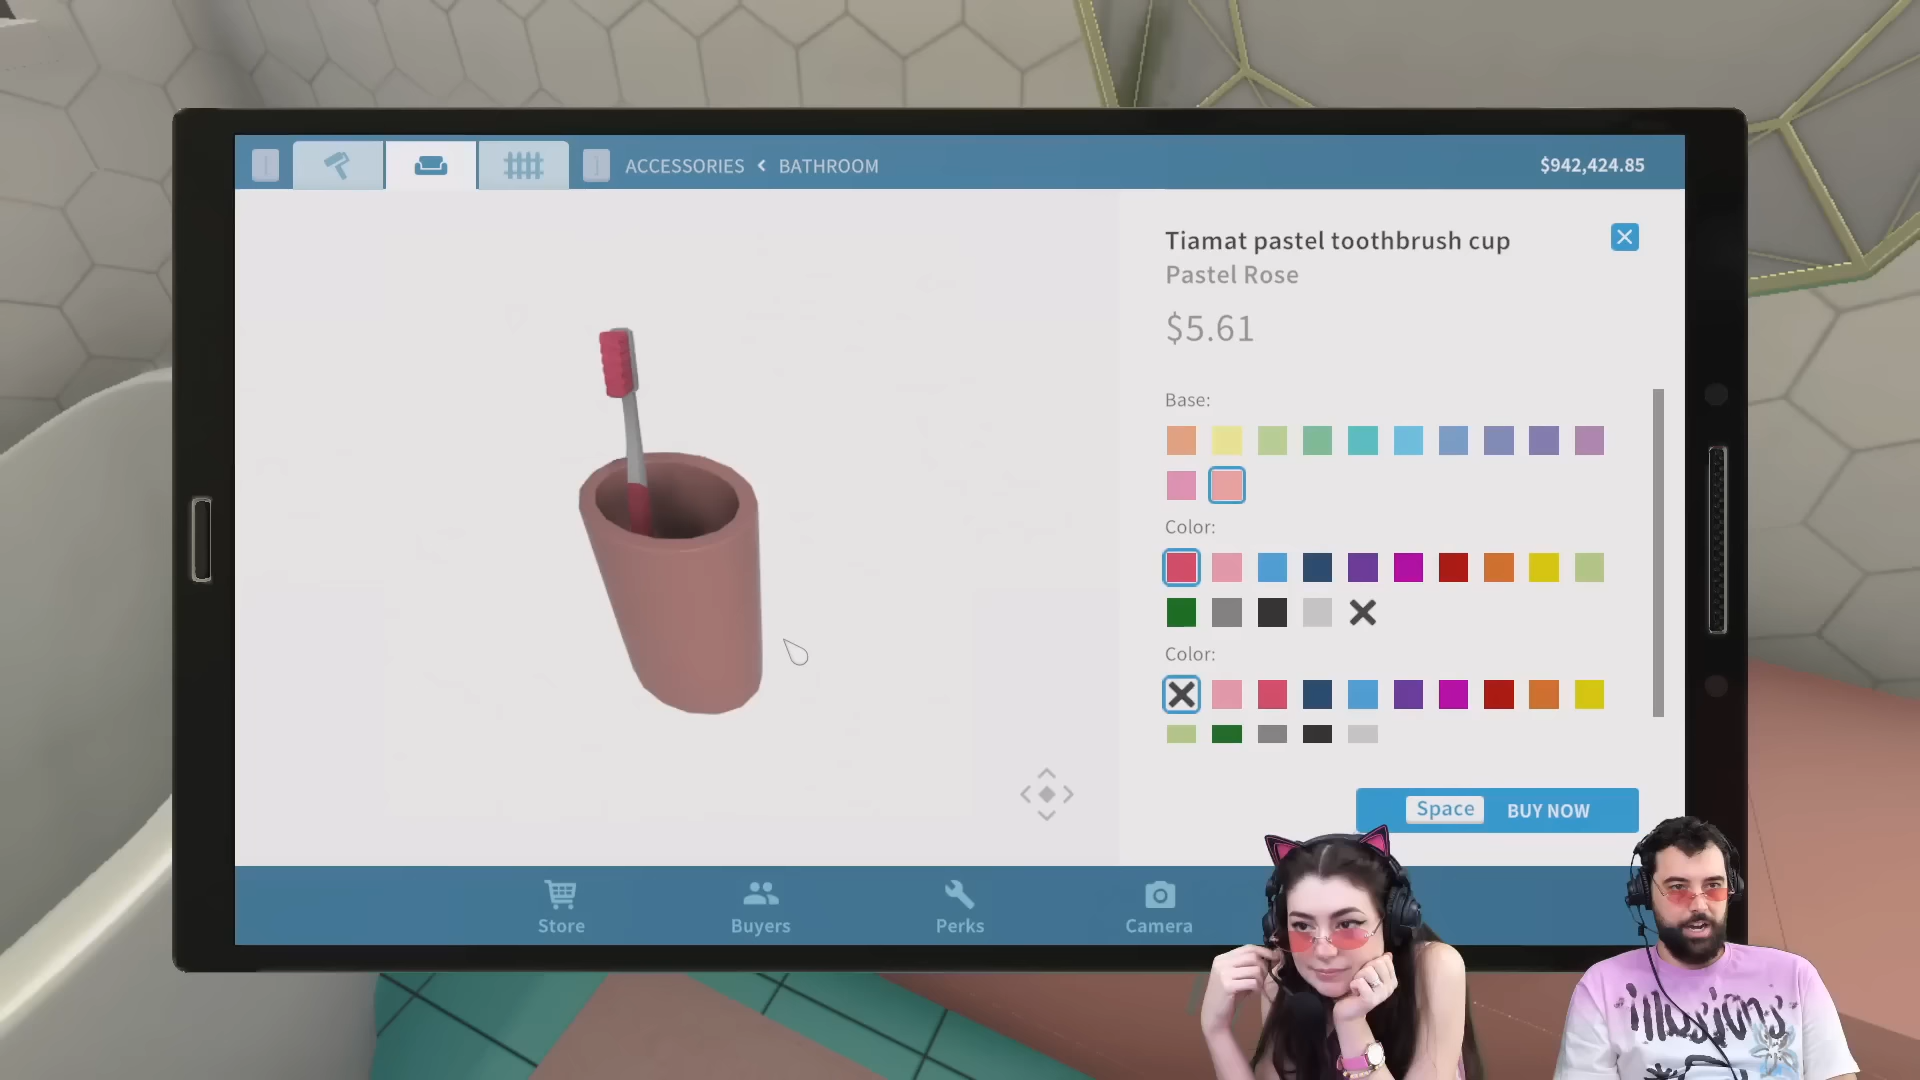 ACCESSORIES < BATHROOM
$942,424.85
Tiamat pastel toothbrush cup
Pastel Rose
$5.61
Base:
Color:
Color:
Space BUY NOW
Store
Buyers
Perks
Camera